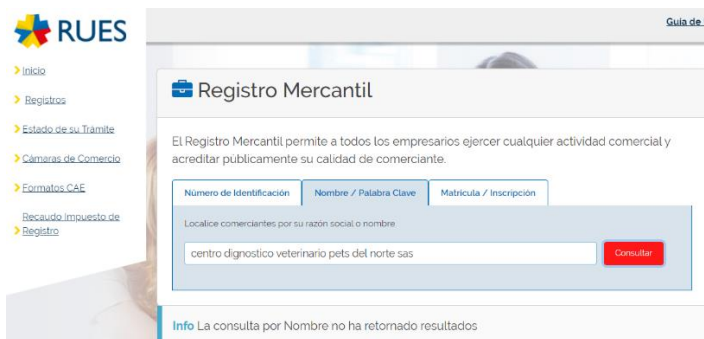 RUES
Guía de
Inicio
Registros
Estado de su Trámite
Cámaras de Comercio
Formatos CAE
Recaudo Impuesto de
Registro
Registro Mercantil
El Registro Mercantil permite a todos los empresarios ejercer cualquier actividad comercial y
acreditar públicamente su calidad de comerciante.
Número de Identificación
Nombre / Palabra Clave
Matrícula / Inscripción
Localice comerciantes por su razón social o nombre
centro dignostico veterinario pets del norte sas
Consultar
Info La consulta por Nombre no ha retornado resultados